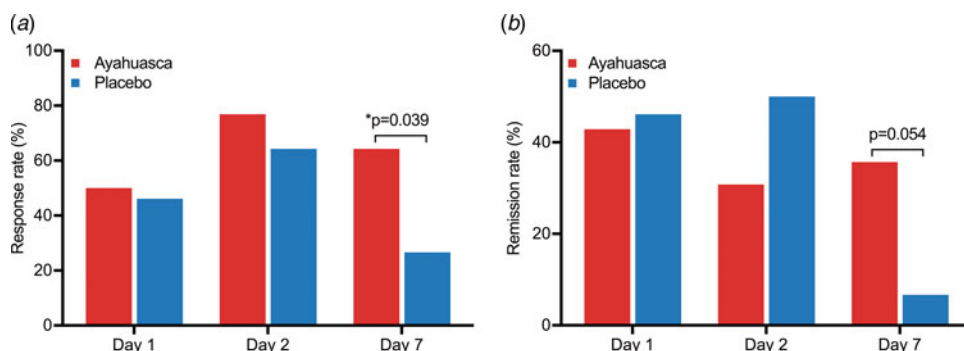 (a)
100
80
60
40
20
0
Response rate (%)
Ayahuasca
Placebo
*p=0.039
Day 1
Day 2
Day 7
(b)
60
40
20
0
Remission rate (%)
Ayahuasca
Placebo
p=0.054
Day 1
Day 2
Day 7